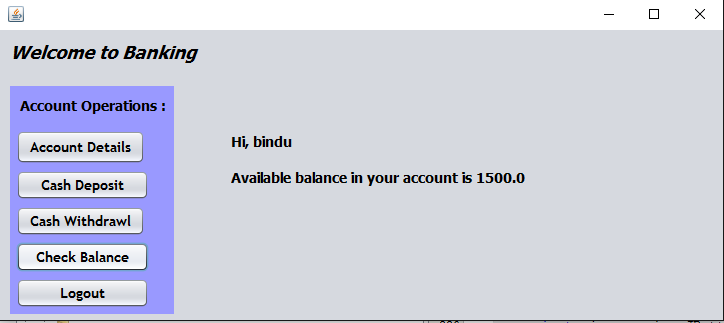 Welcome to Banking
Account Operations :
Account Details
Cash Deposit
Cash Withdrawl
Check Balance
Logout
Hi, bindu
Available balance in your account is 1500.0